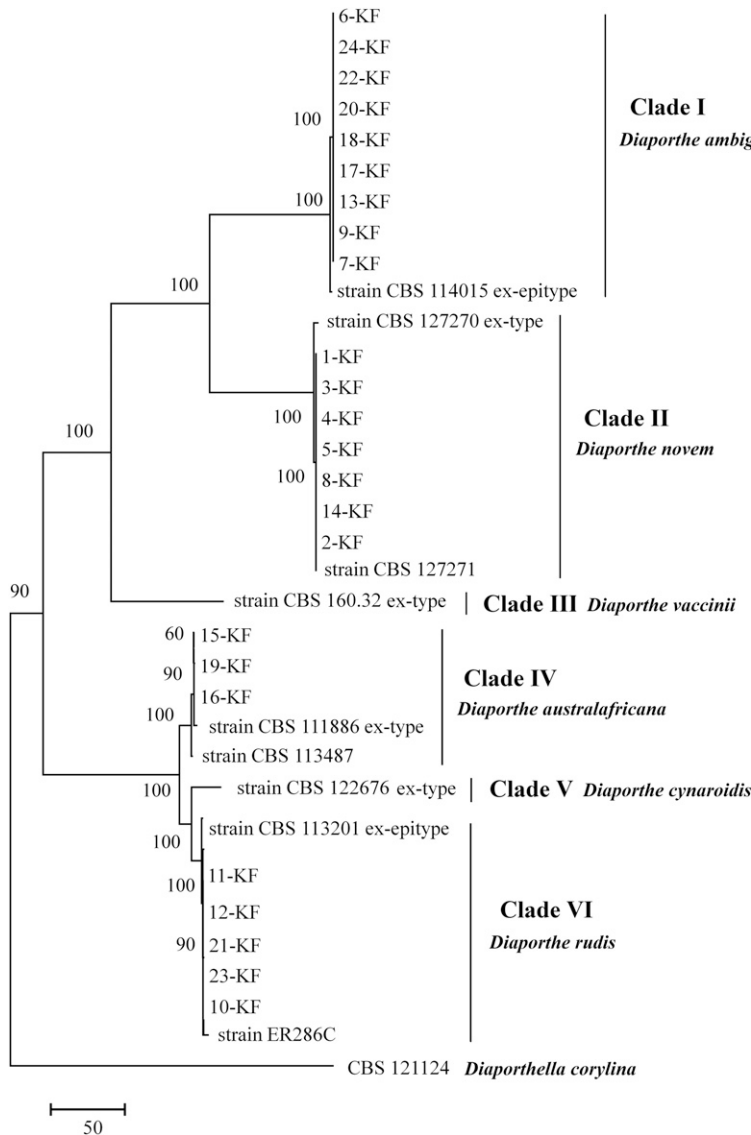 6-KF
24-KF
22-KF
20-KF
100
18-KF
17-KF
100
13-KF
9-KF
7-KF
strain CBS 114015 ex-epitype
Clade I
Diaporthe ambig
100
strain CBS 127270 ex-type
1-KF
3-KF
100
4-KF
5-KF
100
8-KF
14-KF
2-KF
strain CBS 127271
Clade II
Diaporthe novem
100
90
strain CBS 160.32 ex-type
Clade III Diaporthe vaccinii
60
15-KF
90
19-KF
16-KF
100
strain CBS 111886 ex-type
strain CBS 113487
Clade IV
Diaporthe australafricana
100
strain CBS 122676 ex-type
Clade V Diaporthe cynaroidis
100
strain CBS 113201 ex-epitype
100
11-KF
12-KF
90
21-KF
23-KF
10-KF
strain ER286C
Clade VI
Diaporthe rudis
CBS 121124 Diaporthella corylina
50